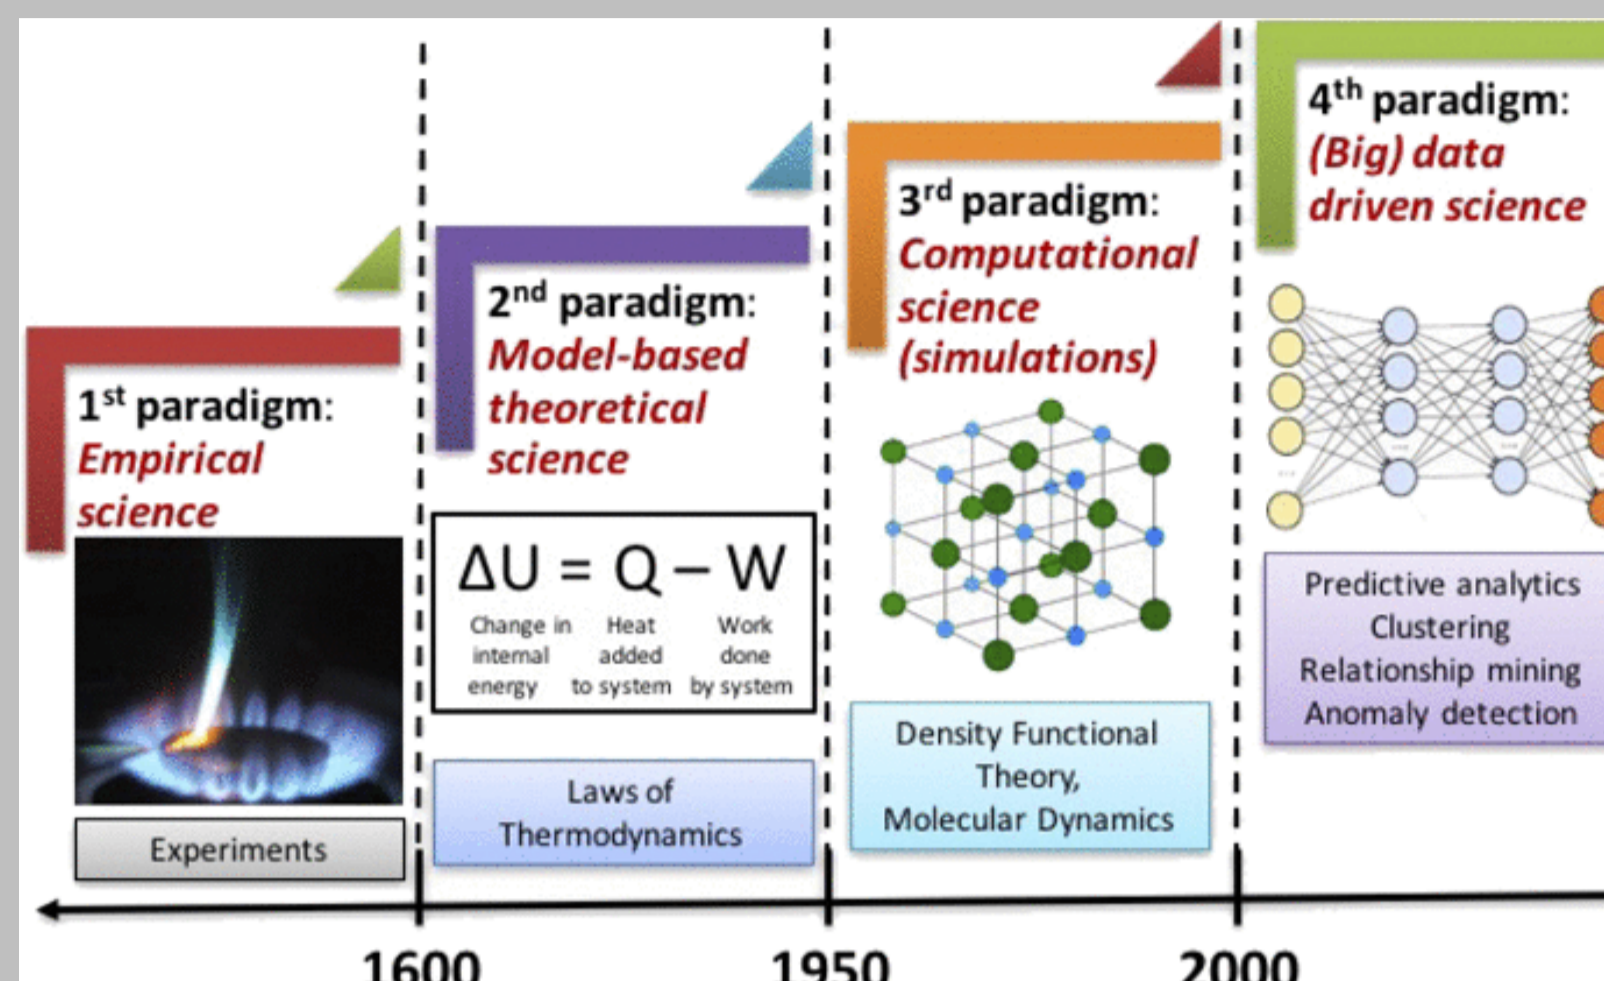 1st paradigm:
Empirical
science
Experiments
2nd paradigm:
Model-based
theoretical
science
ΔU = Q – W
Change in internal energy
Heat added to system
Work done by system
Laws of
Thermodynamics
3rd paradigm:
Computational
science
(simulations)
Density Functional
Theory,
Molecular Dynamics
4th paradigm:
(Big) data
driven science
Predictive analytics
Clustering
Relationship mining
Anomaly detection
1600
1950
2000